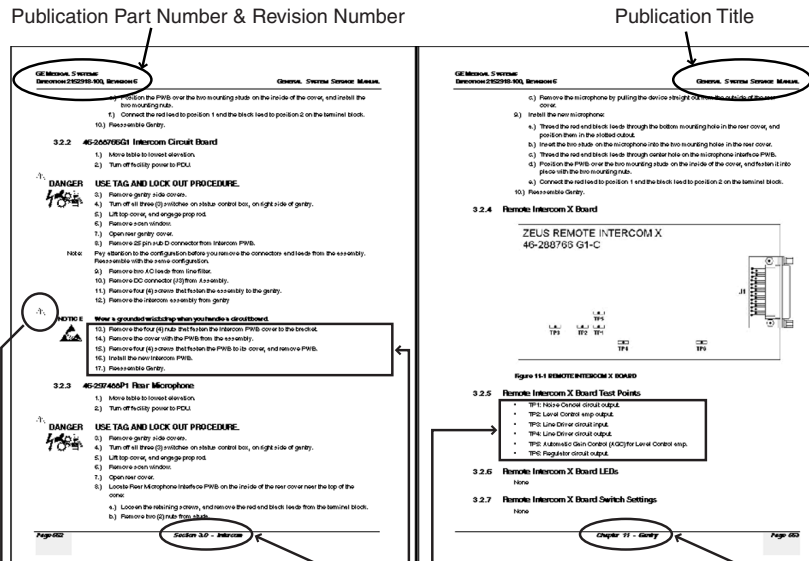 Publication Part Number & Revision Number
Publication Title
GE MEDICAL SYSTEMS
DIRECTION 2152918-100, REVISION 6
GENERAL SYSTEM SERVICE MANUAL
Position the PWB over the two mounting studs on the inside of the cover, and install the
two mounting nuts.
f.) Connect the red lead to position 1 and the black lead to position 2 on the terminal block.
10.) Reassemble Gantry.
3.2.2 46-288766G1 Intercom Circuit Board
1.) Move table to lowest elevation.
2.) Turn off facility power to PDU.
DANGER USE TAG AND LOCK OUT PROCEDURE.
3.) Remove gantry side covers.
4.) Turn off all three (3) switches on status control box, on right side of gantry.
5.) Lift top cover, and engage prop rod.
6.) Remove scan window.
7.) Open rear gantry cover.
8.) Remove 25 pin sub D connector from Intercom PWB.
Note: Pay attention to the configuration before you remove the connectors and leads from the assembly.
Reassemble with the same configuration.
9.) Remove two AC leads from line filter.
10.) Remove DC connector (J3) from Assembly.
11.) Remove four (4) screws that fasten the assembly to the gantry.
12.) Remove the intercom assembly from gantry
NOTICE Wear a grounded wriststrap when you handle a circuit board.
13.) Remove the four (4) nuts that fasten the Intercom PWB cover to the bracket.
14.) Remove the cover with the PWB from the assembly.
15.) Remove four (4) screws that fasten the PWB to its cover, and remove PWB.
16.) Install the new Intercom PWB.
17.) Reassemble Gantry.
3.2.3 46-297488P1 Rear Microphone
1.) Move table to lowest elevation.
2.) Turn off facility power to PDU.
DANGER USE TAG AND LOCK OUT PROCEDURE.
3.) Remove gantry side covers.
4.) Turn off all three (3) switches on status control box, on right side of gantry.
5.) Lift top cover, and engage prop rod.
6.) Remove scan window.
7.) Open rear cover.
8.) Locate Rear Microphone Interface PWB on the inside of the rear cover near the top of the
cone:
a.) Loosen the retaining screws, and remove the red and black leads from the terminal block.
b.) Remove two (2) nuts from studs.
Page 652
Section 3.0 - Intercom
GE MEDICAL SYSTEMS
DIRECTION 2152918-100, REVISION 6
GENERAL SYSTEM SERVICE MANUAL
c.) Remove the microphone by pulling the device straight out from the outside of the rear
cover.
9.) Install the new microphone:
a.) Thread the red and black leads through the bottom mounting hole in the rear cover, and
position them in the slotted cutout.
b.) Insert the two studs on the microphone into the two mounting holes in the rear cover.
c.) Thread the red and black leads through center hole on the microphone interface PWB.
d.) Position the PWB over the two mounting studs on the inside of the cover, and fasten it into
place with the two mounting nuts.
e.) Connect the red lead to position 1 and the black lead to position 2 on the terminal block.
10.) Reassemble Gantry.
3.2.4 Remote Intercom X Board
ZEUS REMOTE INTERCOM X
46-288766 G1-C
J1
TP5
TP3 TP2 TP1
TP4 TP6
Figure 11-1 REMOTE INTERCOM X BOARD
3.2.5 Remote Intercom X Board Test Points
• TP1: Noise Cancel circuit output.
• TP2: Level Control amp output.
• TP3: Line Driver circuit input.
• TP4: Line Driver circuit output.
• TP5: Automatic Gain Control (AGC) for Level Control amp.
• TP6: Regulator circuit output.
3.2.6 Remote Intercom X Board LEDs
None
3.2.7 Remote Intercom X Board Switch Settings
None
Chapter 11 - Gantry
Page 653